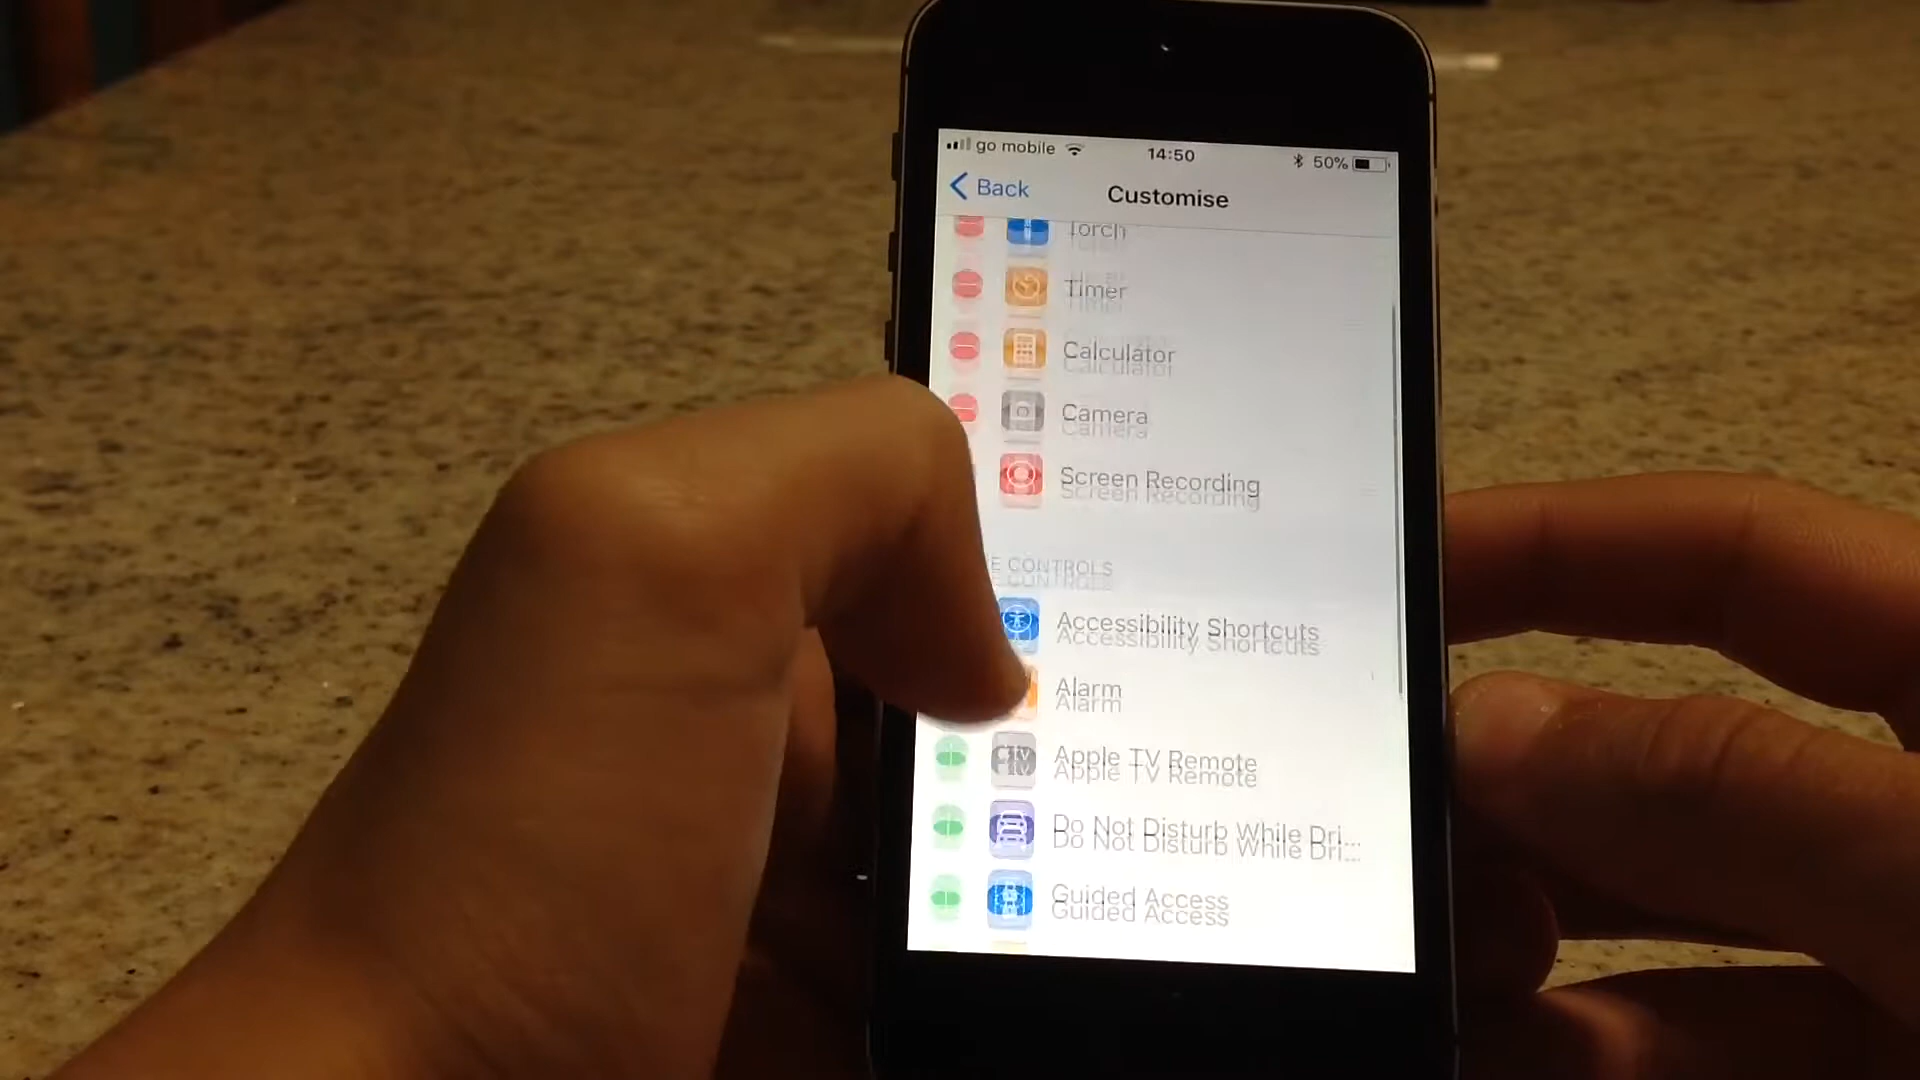 go mobile 14:50 50%
Back Customise
Torch
Timer
Calculator
Camera
Screen Recording
E CONTROLS
Accessibility Shortcuts
Alarm
Apple TV Remote
Do Not Disturb While Dri...
Guided Access